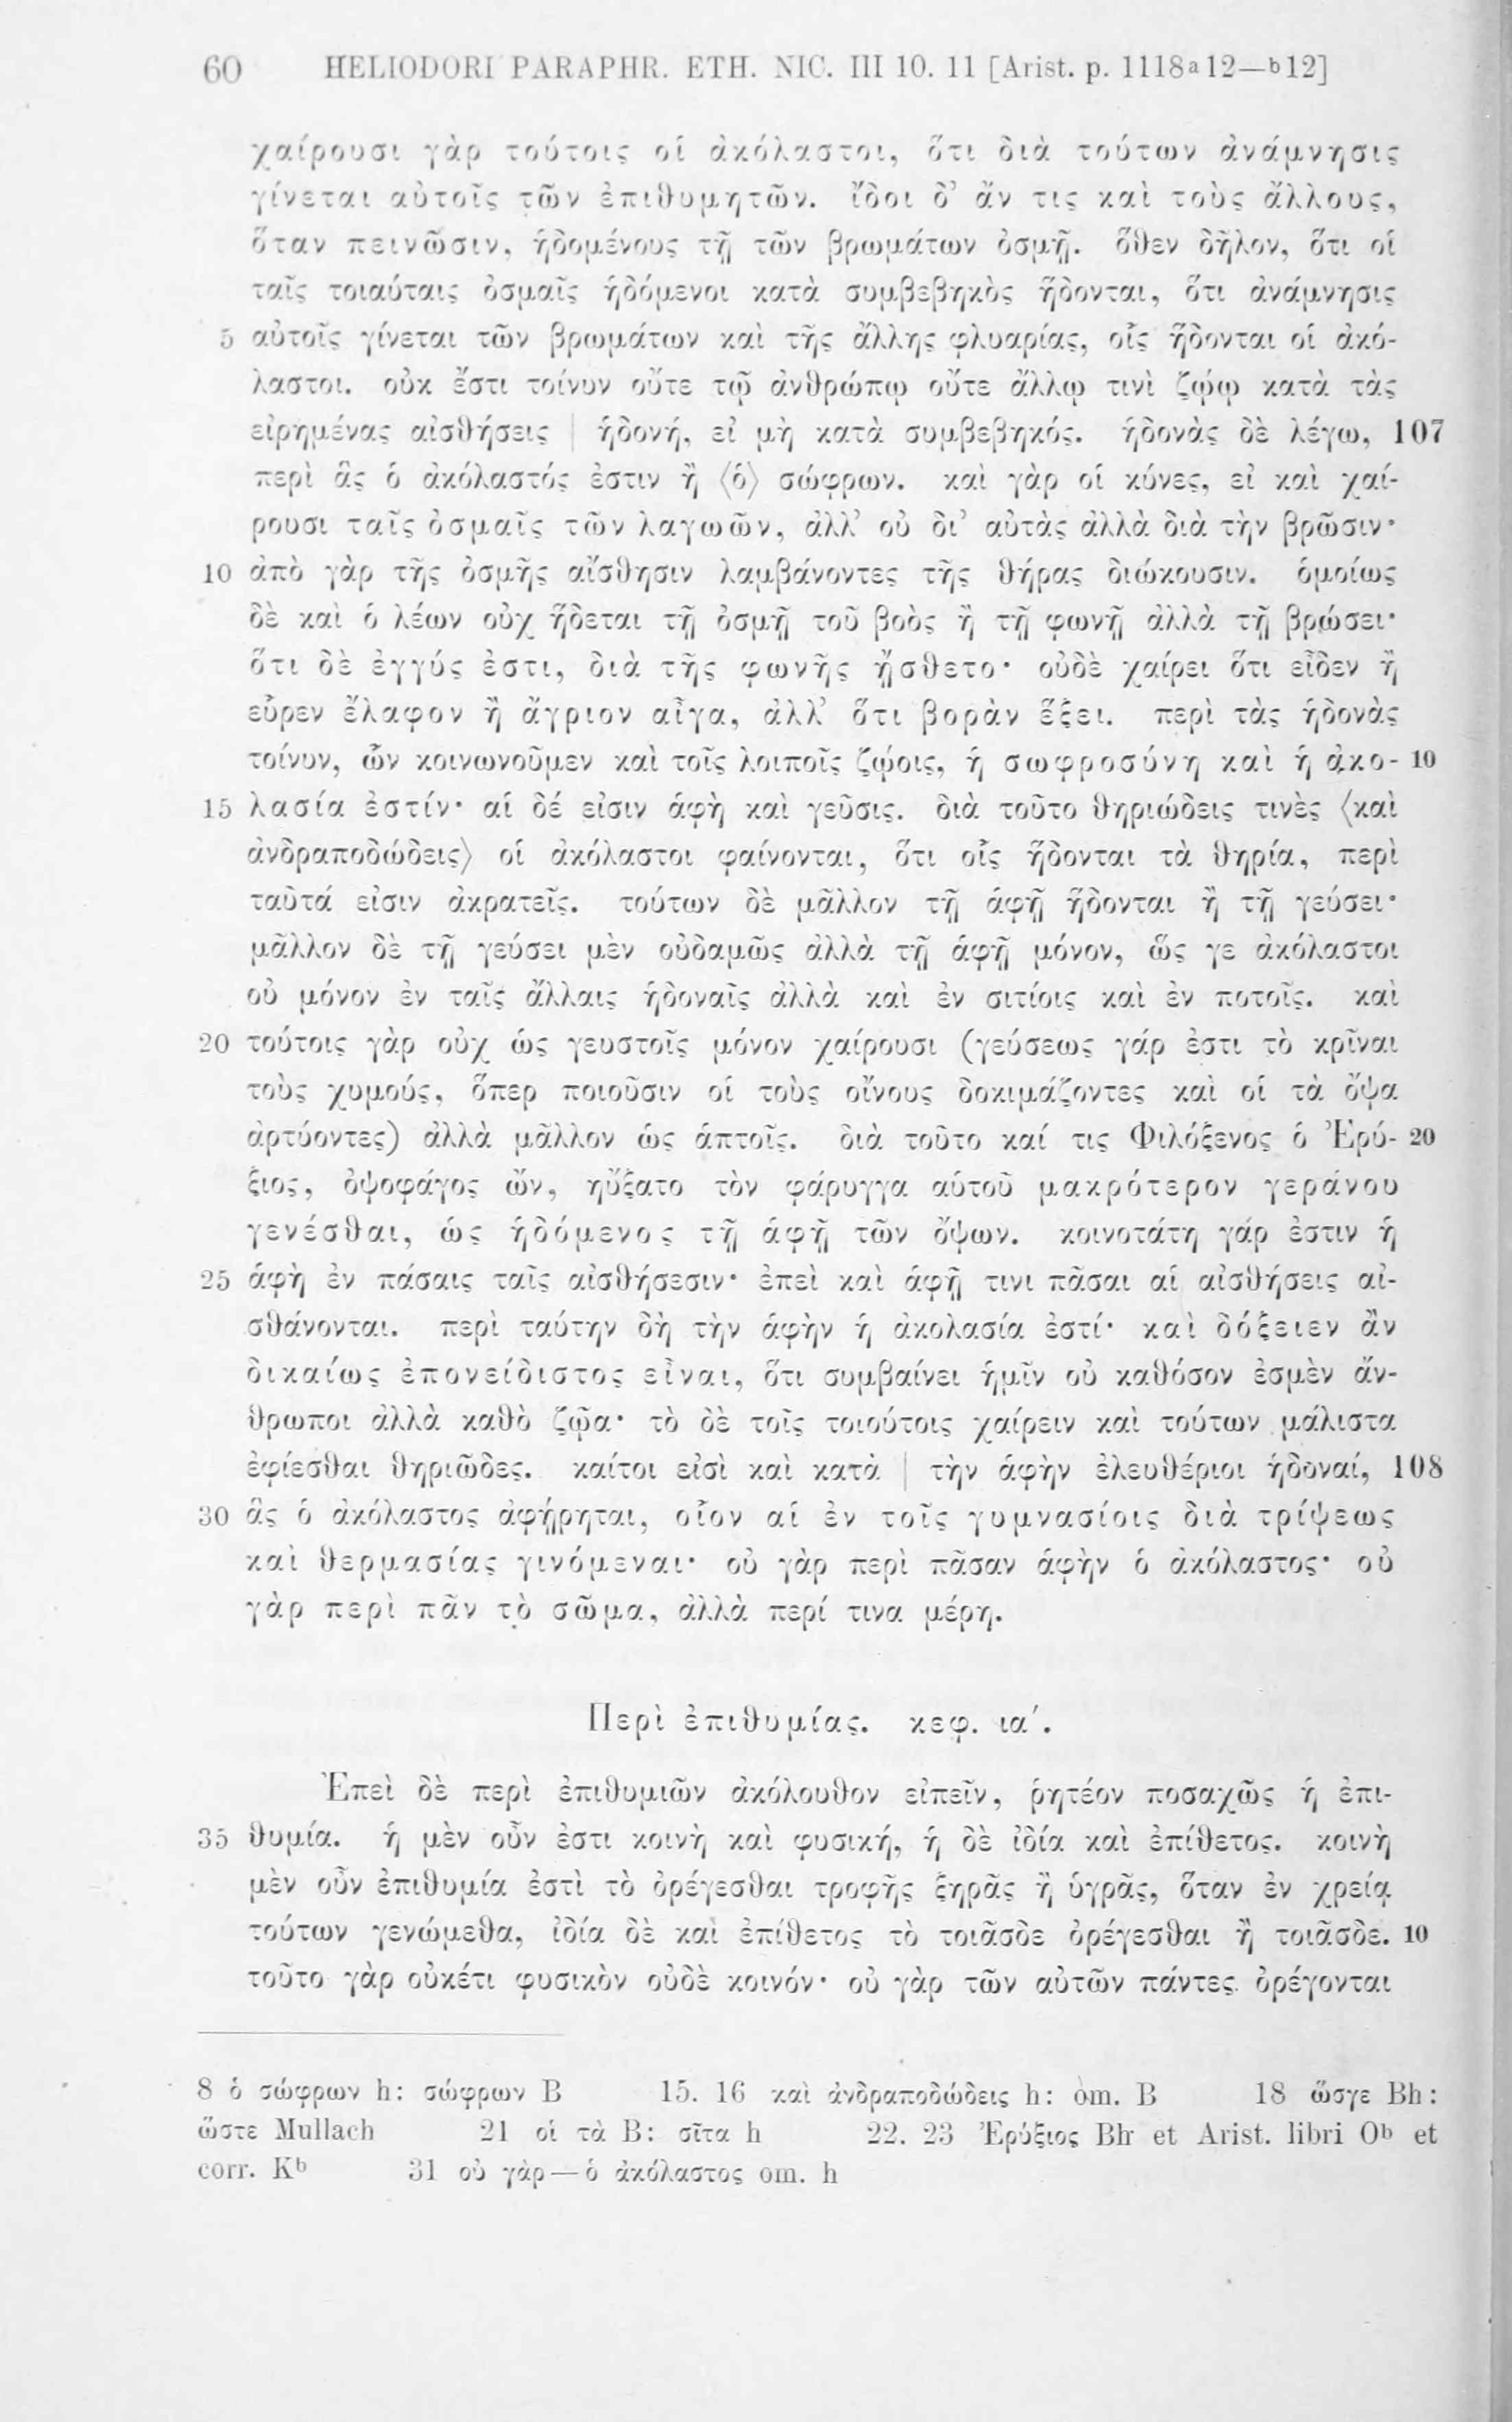 60 HELIODORI PARAPHR. ETH. NIC. III 10. 11 [Arist. p. 1118a12—b12]
χαίρουσι γὰρ τούτοις οἱ ἀκόλαστοι, ὅτι διὰ τούτων ἀνάμνησις
γίνεται αὐτοῖς τῶν ἐπιθυμητῶν. ἴδοι δ’ ἄν τις καὶ τοὺς ἄλλους,
ὅταν πεινῶσιν, ἡδομένους τῇ τῶν βρωμάτων ὀσμῇ. ὅθεν δῆλον, ὅτι οἱ
ταῖς τοιαύταις ὀσμαῖς ἡδόμενοι κατὰ συμβεβηκὸς ἥδονται, ὅτι ἀνάμνησις
5 αὐτοῖς γίνεται τῶν βρωμάτων καὶ τῆς ἄλλης φλυαρίας, οἷς ἥδονται οἱ ἀκό-
λαστοι. οὐκ ἔστι τοίνυν οὔτε τῷ ἀνθρώπῳ οὔτε ἄλλῳ τινὶ ζῴῳ κατὰ τὰς
εἰρημένας αἰσθήσεις | ἡδονή, εἰ μὴ κατὰ συμβεβηκός. ἡδονὰς δὲ λέγω, 107
περὶ ἃς ὁ ἀκόλαστός ἐστιν ἢ ⟨ὁ⟩ σώφρων. καὶ γὰρ οἱ κύνες, εἰ καὶ χαί-
ρουσι ταῖς ὀσμαῖς τῶν λαγωῶν, ἀλλ’ οὐ δι’ αὐτὰς ἀλλὰ διὰ τὴν βρῶσιν·
10 ἀπὸ γὰρ τῆς ὀσμῆς αἴσθησιν λαμβάνοντες τῆς θήρας διώκουσιν. ὁμοίως
δὲ καὶ ὁ λέων οὐχ ἥδεται τῇ ὀσμῇ τοῦ βοὸς ἢ τῇ φωνῇ ἀλλὰ τῇ βρώσει·
ὅτι δὲ ἐγγύς ἐστι, διὰ τῆς φωνῆς ᾔσθετο· οὐδὲ χαίρει ὅτι εἶδεν ἢ
εὗρεν ἔλαφον ἢ ἄγριον αἶγα, ἀλλ’ ὅτι βορὰν ἕξει. περὶ τὰς ἡδονὰς
τοίνυν, ὧν κοινωνοῦμεν καὶ τοῖς λοιποῖς ζῴοις, ἡ σωφροσύνη καὶ ἡ ἀκο- 10
15 λασία ἐστίν· αἱ δέ εἰσιν ἁφὴ καὶ γεῦσις. διὰ τοῦτο θηριώδεις τινὲς ⟨καὶ
ἀνδραποδώδεις⟩ οἱ ἀκόλαστοι φαίνονται, ὅτι οἷς ἥδονται τὰ θηρία, περὶ
ταῦτά εἰσιν ἀκρατεῖς. τούτων δὲ μᾶλλον τῇ ἁφῇ ἥδονται ἢ τῇ γεύσει·
μᾶλλον δὲ τῇ γεύσει μὲν οὐδαμῶς ἀλλὰ τῇ ἁφῇ μόνον, ὥς γε ἀκόλαστοι
οὐ μόνον ἐν ταῖς ἄλλαις ἡδοναῖς ἀλλὰ καὶ ἐν σιτίοις καὶ ἐν ποτοῖς. καὶ
20 τούτοις γὰρ οὐχ ὡς γευστοῖς μόνον χαίρουσι (γεύσεως γάρ ἐστι τὸ κρῖναι
τοὺς χυμούς, ὅπερ ποιοῦσιν οἱ τοὺς οἴνους δοκιμάζοντες καὶ οἱ τὰ ὄψα
ἀρτύοντες) ἀλλὰ μᾶλλον ὡς ἁπτοῖς. διὰ τοῦτο καί τις Φιλόξενος ὁ Ἐρύ- 20
ξιος, ὀψοφάγος ὤν, ηὔξατο τὸν φάρυγγα αὑτοῦ μακρότερον γεράνου
γενέσθαι, ὡς ἡδόμενος τῇ ἁφῇ τῶν ὄψων. κοινοτάτη γάρ ἐστιν ἡ
25 ἁφὴ ἐν πάσαις ταῖς αἰσθήσεσιν· ἐπεὶ καὶ ἁφῇ τινι πᾶσαι αἱ αἰσθήσεις αἰ-
σθάνονται. περὶ ταύτην δὴ τὴν ἁφὴν ἡ ἀκολασία ἐστί· καὶ δόξειεν ἂν
δικαίως ἐπονείδιστος εἶναι, ὅτι συμβαίνει ἡμῖν οὐ καθόσον ἐσμὲν ἄν-
θρωποι ἀλλὰ καθὸ ζῷα· τὸ δὲ τοῖς τοιούτοις χαίρειν καὶ τούτων μάλιστα
ἐφίεσθαι θηριῶδες. καίτοι εἰσὶ καὶ κατὰ | τὴν ἁφὴν ἐλευθέριοι ἡδοναί, 108
30 ἃς ὁ ἀκόλαστος ἀφῄρηται, οἷον αἱ ἐν τοῖς γυμνασίοις διὰ τρίψεως
καὶ θερμασίας γινόμεναι· οὐ γὰρ περὶ πᾶσαν ἁφὴν ὁ ἀκόλαστος· οὐ
γὰρ περὶ πᾶν τὸ σῶμα, ἀλλὰ περί τινα μέρη.
Περὶ ἐπιθυμίας. κεφ. ια΄.
Ἐπεὶ δὲ περὶ ἐπιθυμιῶν ἀκόλουθον εἰπεῖν, ῥητέον ποσαχῶς ἡ ἐπι-
35 θυμία. ἡ μὲν οὖν ἐστι κοινὴ καὶ φυσική, ἡ δὲ ἰδία καὶ ἐπίθετος. κοινὴ
μὲν οὖν ἐπιθυμία ἐστὶ τὸ ὀρέγεσθαι τροφῆς ξηρᾶς ἢ ὑγρᾶς, ὅταν ἐν χρείᾳ
τούτων γενώμεθα, ἰδία δὲ καὶ ἐπίθετος τὸ τοιᾶσδε ὀρέγεσθαι ἢ τοιᾶσδε. 10
τοῦτο γὰρ οὐκέτι φυσικὸν οὐδὲ κοινόν· οὐ γὰρ τῶν αὐτῶν πάντες ὀρέγονται
8 ὁ σώφρων h: σώφρων B 15. 16 καὶ ἀνδραποδώδεις h: om. B 18 ὥσγε Bh:
ὥστε Mullach 21 οἱ τὰ B: σῖτα h 22. 23 Ἐρύξιος Bh et Arist. libri Ob et
corr. Kb 31 οὐ γὰρ — ὁ ἀκόλαστος om. h